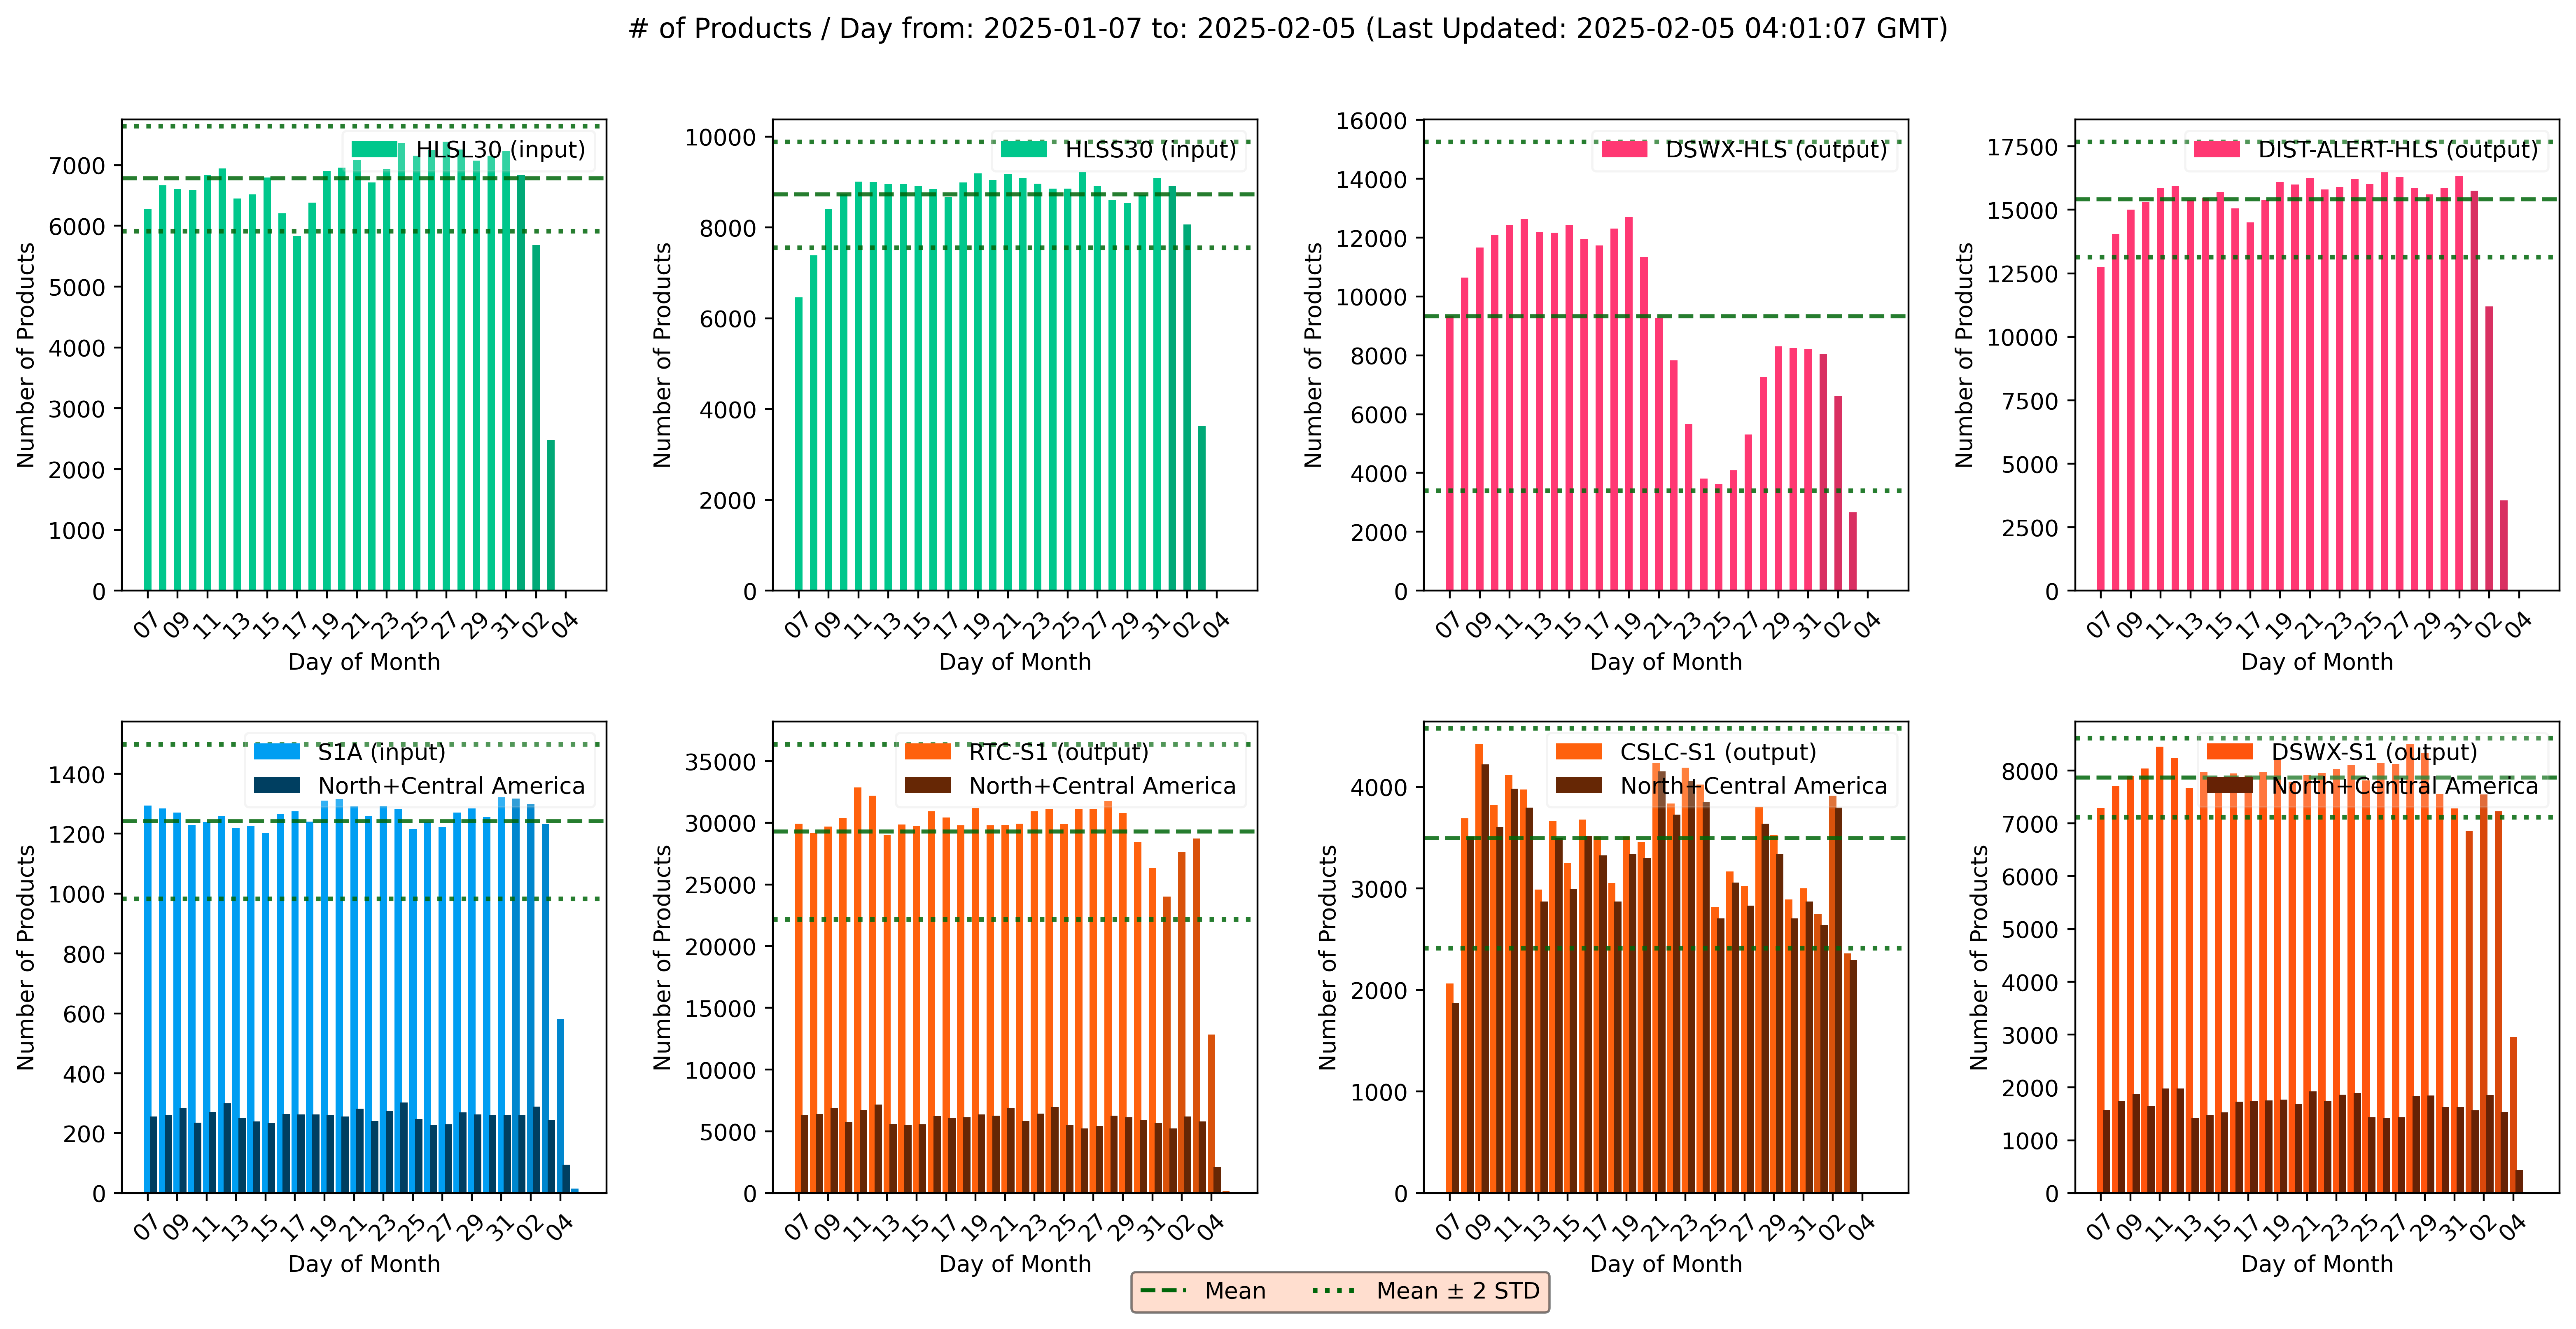 # of Products / Day from: 2025-01-07 to: 2025-02-05 (Last Updated: 2025-02-05 04:01:07 GMT)
HLSL30 (input)
Number of Products
7000
6000
5000
4000
3000
2000
1000
0
07 09 11 13 15 17 19 21 23 25 27 29 31 02 04
Day of Month
HLSS30 (input)
Number of Products
10000
8000
6000
4000
2000
0
07 09 11 13 15 17 19 21 23 25 27 29 31 02 04
Day of Month
DSWX-HLS (output)
Number of Products
16000
14000
12000
10000
8000
6000
4000
2000
0
07 09 11 13 15 17 19 21 23 25 27 29 31 02 04
Day of Month
DIST-ALERT-HLS (output)
Number of Products
17500
15000
12500
10000
7500
5000
2500
0
07 09 11 13 15 17 19 21 23 25 27 29 31 02 04
Day of Month
S1A (input)
North+Central America
Number of Products
1400
1200
1000
800
600
400
200
0
07 09 11 13 15 17 19 21 23 25 27 29 31 02 04
Day of Month
RTC-S1 (output)
North+Central America
Number of Products
35000
30000
25000
20000
15000
10000
5000
0
07 09 11 13 15 17 19 21 23 25 27 29 31 02 04
Day of Month
CSLC-S1 (output)
North+Central America
Number of Products
4000
3000
2000
1000
0
07 09 11 13 15 17 19 21 23 25 27 29 31 02 04
Day of Month
DSWX-S1 (output)
North+Central America
Number of Products
8000
7000
6000
5000
4000
3000
2000
1000
0
07 09 11 13 15 17 19 21 23 25 27 29 31 02 04
Day of Month
Mean
Mean ± 2 STD